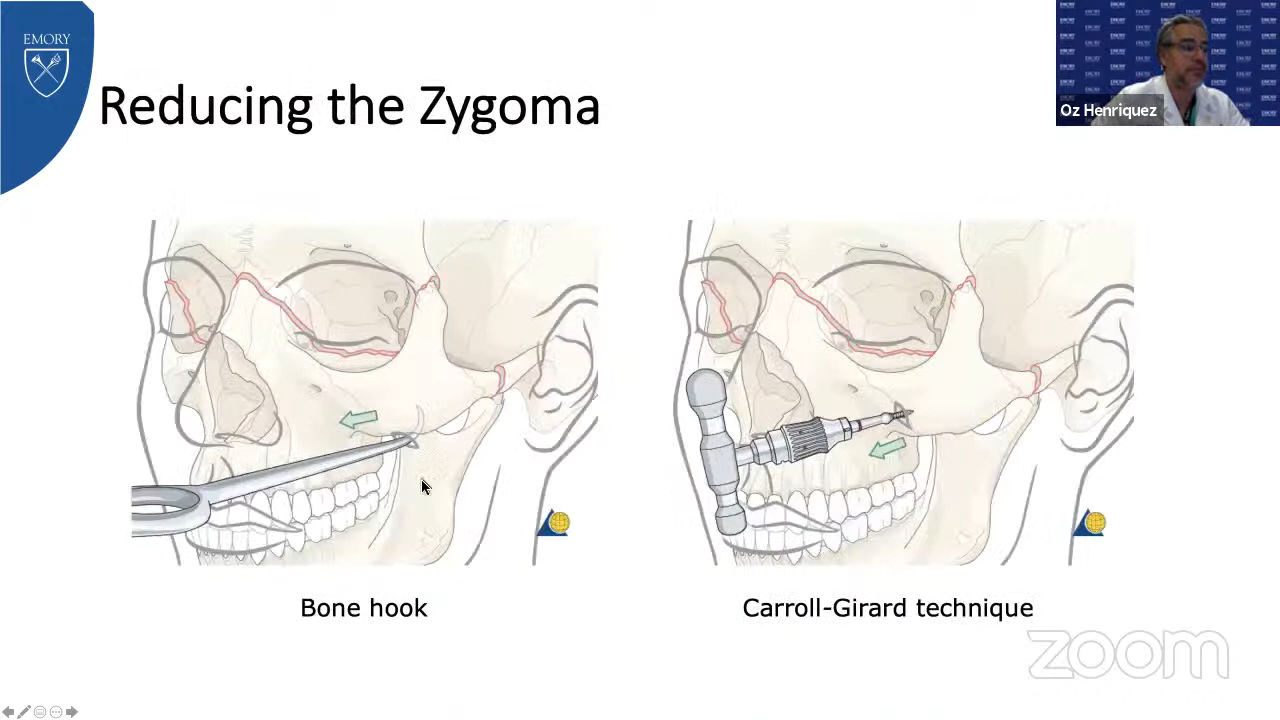 EMORY
Reducing the Zygoma
Oz Henriquez
Bone hook
Carroll-Girard technique
zoom